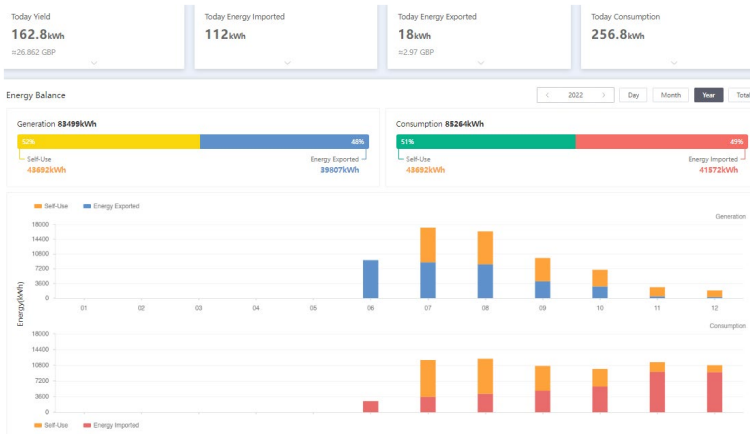 Today Yield
162.8kWh
≈26.862 GBP
Today Energy Imported
112kWh
Today Energy Exported
18kWh
≈2.97 GBP
Today Consumption
256.8kWh
Energy Balance
< 2022 > Day Month Year Total
Generation 83499kWh
52% 48%
Self-Use Energy Exported
43692kWh 39807kWh
Consumption 85264kWh
51% 49%
Self-Use Energy Imported
43692kWh 41572kWh
Self-Use Energy Exported
Generation
Energy(kWh)
18000
14400
10800
7200
3600
0
01 02 03 04 05 06 07 08 09 10 11 12
Consumption
18000
14400
10800
7200
3600
0
Self-Use Energy Imported